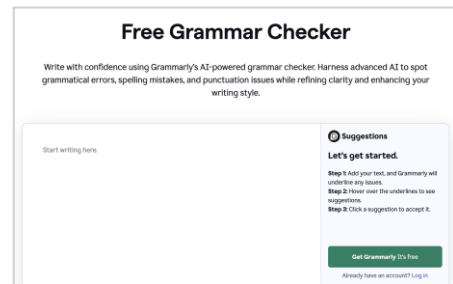 Free Grammar Checker
Write with confidence using Grammarly's AI-powered grammar checker. Harness advanced AI to spot
grammatical errors, spelling mistakes, and punctuation issues while refining clarity and enhancing your
writing style.
Start writing here.
Suggestions
Let's get started.
Step 1: Add your text, and Grammarly will
underline any issues.
Step 2: Hover over the underlines to see
suggestions.
Step 3: Click a suggestion to accept it.
Get Grammarly It's free
Already have an account? Log in